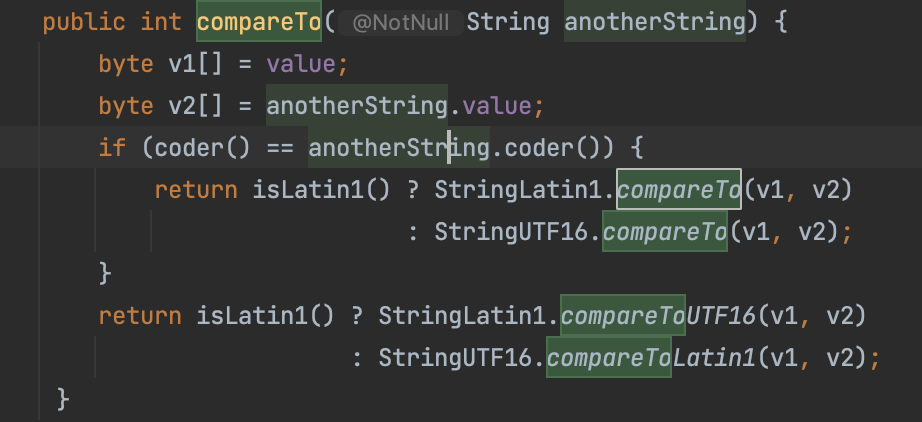 public int compareTo( @NotNull String anotherString) {
byte v1[] = value;
byte v2[] = anotherString.value;
if (coder() == anotherString.coder()) {
return isLatin1() ? StringLatin1.compareTo(v1, v2)
: StringUTF16.compareTo(v1, v2);
}
return isLatin1() ? StringLatin1.compareToUTF16(v1, v2)
: StringUTF16.compareToLatin1(v1, v2);
}